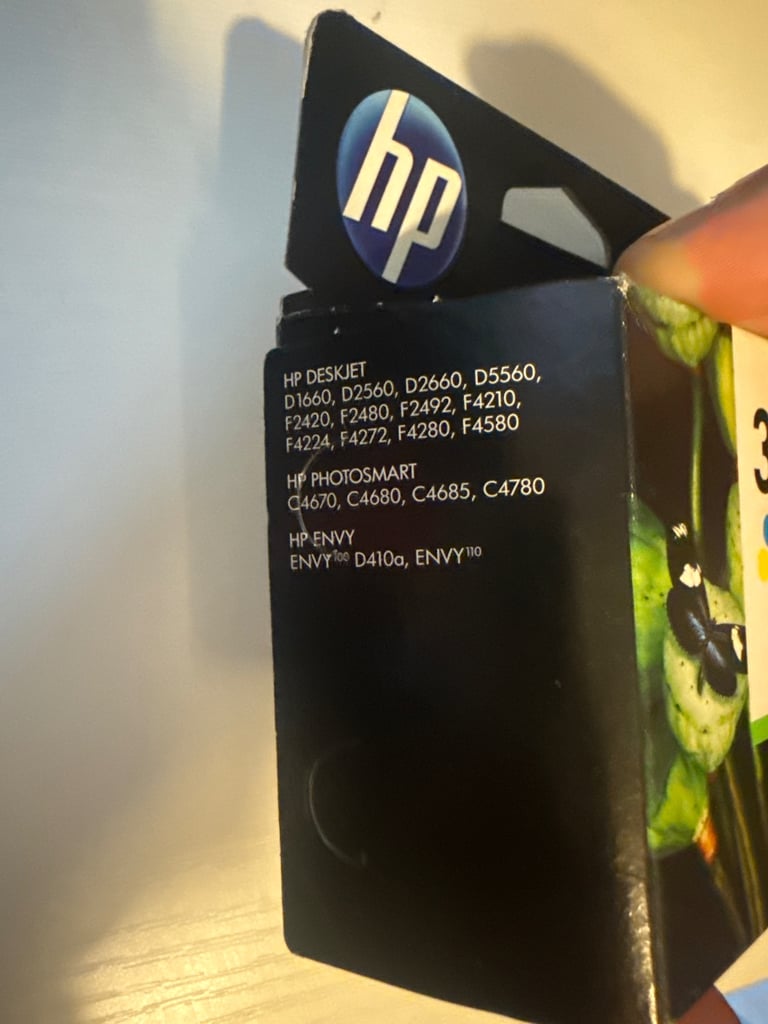 hp
HP DESKJET
D1660, D2560, D2660, D5560,
F2420, F2480, F2492, F4210,
F4224, F4272, F4280, F4580
HP PHOTOSMART
C4670, C4680, C4685, C4780
HP ENVY
ENVY¹⁰⁰ D410a, ENVY¹¹⁰
3